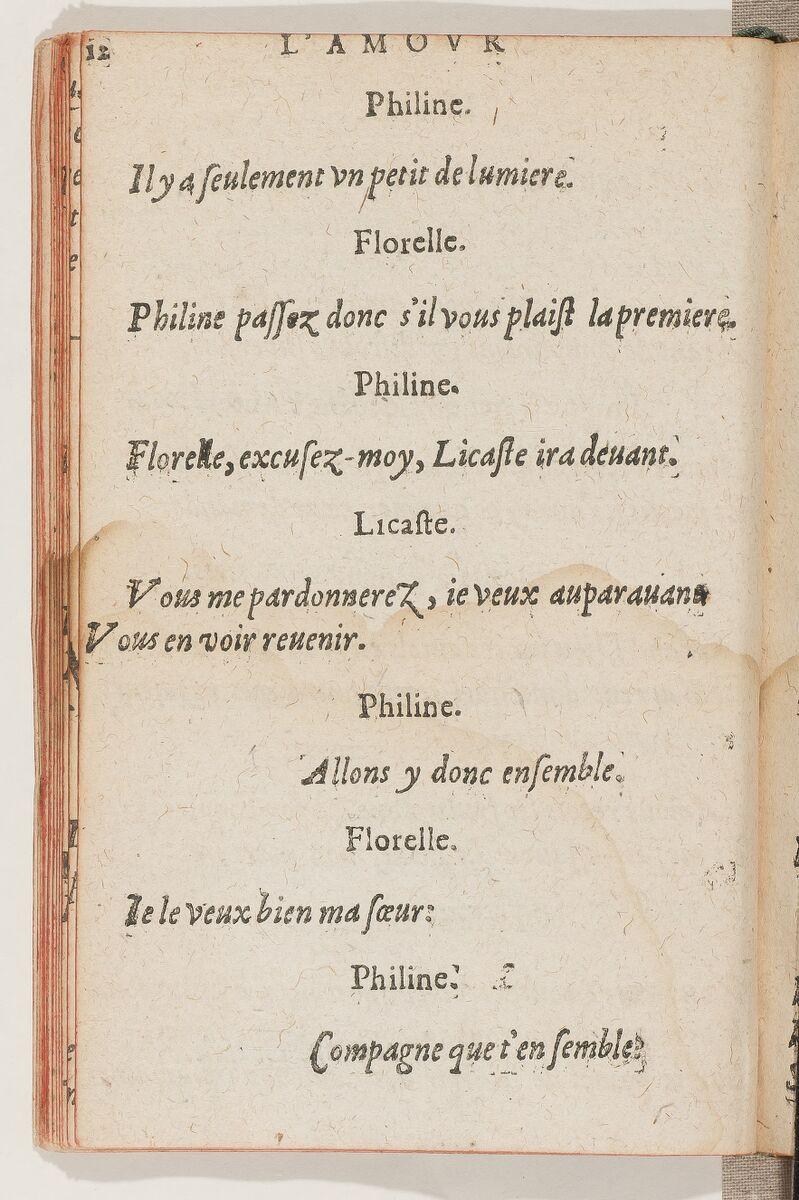 12
L'AMOVR
Philine.
Il y a ſeulement vn petit de lumiere.
Florelle.
Philine paſſez donc s'il vous plaiſt la premiere.
Philine.
Florelle, excuſez-moy, Licaſte ira deuant.
Licaſte.
Vous me pardonnerez, ie veux auparauant
Vous en voir reuenir.
Philine.
Allons y donc enſemble.
Florelle.
Ie le veux bien ma ſœur:
Philine.
Compagne que t'en ſemble?